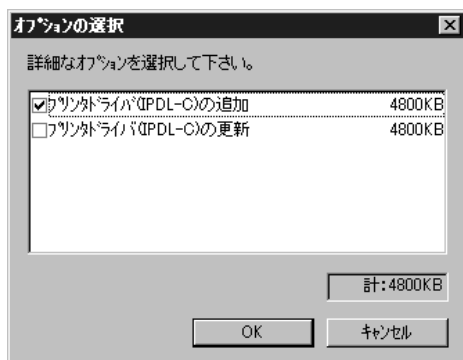 ｵﾌﾟｼｮﾝの選択
詳細なｵﾌﾟｼｮﾝを選択して下さい。
ﾌﾟﾘﾝﾀﾄﾞﾗｲﾊﾞ(IPDL-C)の追加 4800KB
ﾌﾟﾘﾝﾀﾄﾞﾗｲﾊﾞ(IPDL-C)の更新 4800KB
計:4800KB
OK ｷｬﾝｾﾙ